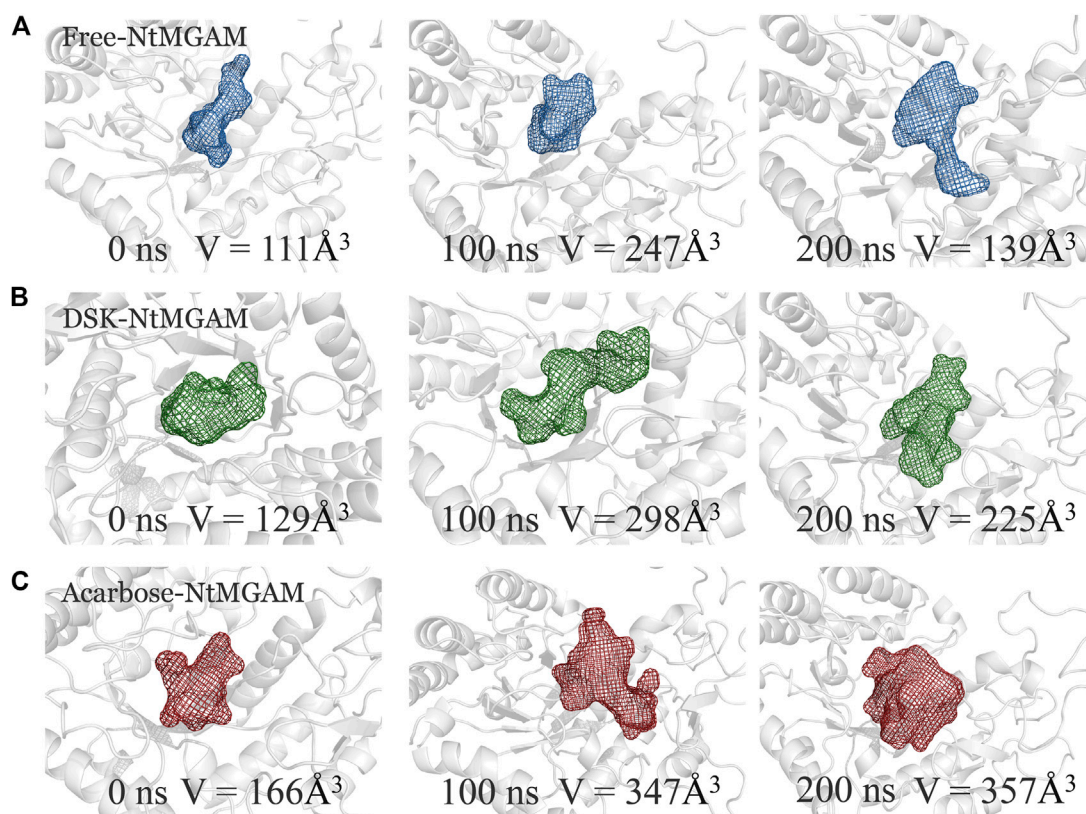 A
Free-NtMGAM
0 ns V = 111Å³
100 ns V = 247Å³
200 ns V = 139Å³
B
DSK-NtMGAM
0 ns V = 129Å³
100 ns V = 298Å³
200 ns V = 225Å³
C
Acarbose-NtMGAM
0 ns V = 166Å³
100 ns V = 347Å³
200 ns V = 357Å³